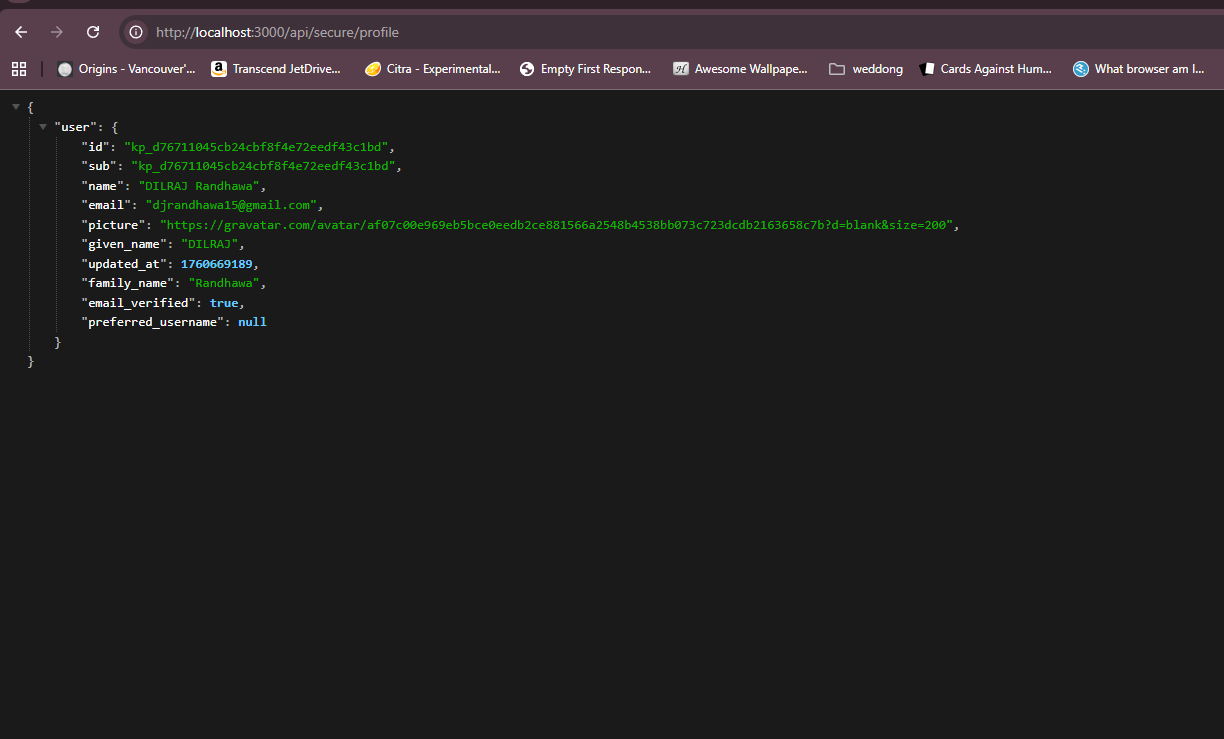 http://localhost:3000/api/secure/profile
Origins - Vancouver'... Transcend JetDrive... Citra - Experimental... Empty First Respon... Awesome Wallpape... weddong Cards Against Hum... What browser am I...
{
"user": {
"id": "kp_d76711045cb24cbf8f4e72eedf43c1bd",
"sub": "kp_d76711045cb24cbf8f4e72eedf43c1bd",
"name": "DILRAJ Randhawa",
"email": "djrandhawa15@gmail.com",
"picture": "https://gravatar.com/avatar/af07c00e969eb5bce0eedb2ce881566a2548b4538bb073c723dcdb2163658c7b?d=blank&size=200",
"given_name": "DILRAJ",
"updated_at": 1760669189,
"family_name": "Randhawa",
"email_verified": true,
"preferred_username": null
}
}